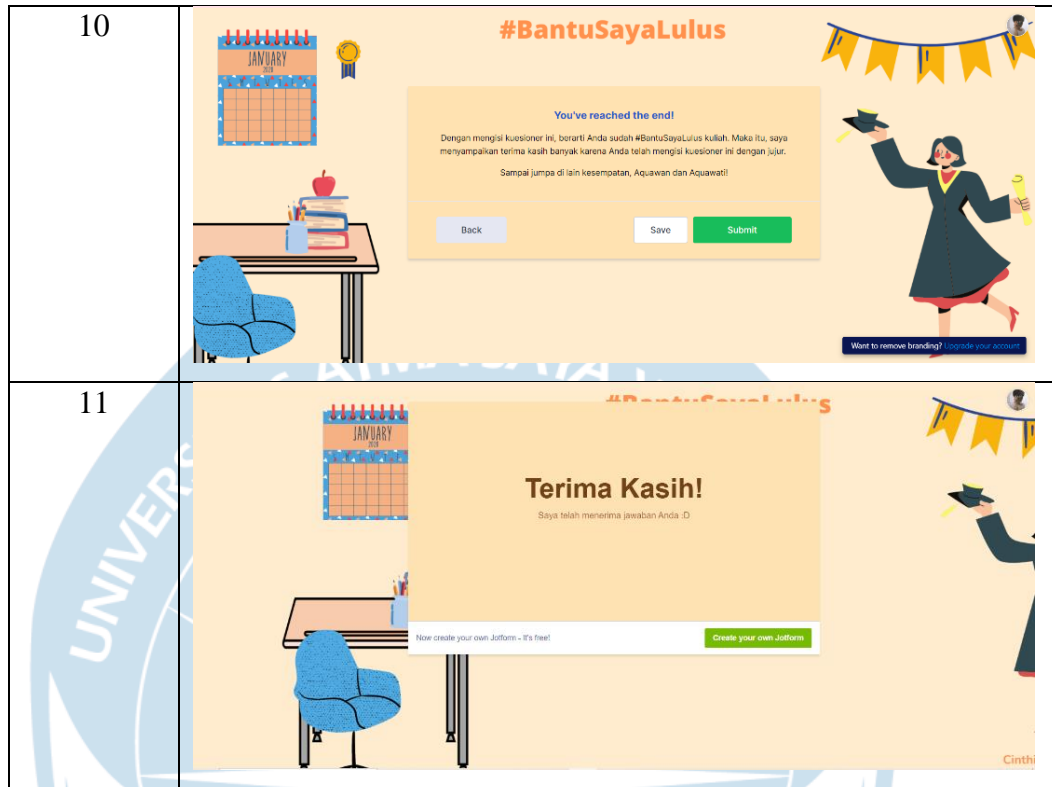 10
#BantuSayaLulus
JANUARY
2020
You've reached the end!
Dengan mengisi kuesioner ini, berarti Anda sudah #BantuSayaLulus kuliah. Maka itu, saya
menyampaikan terima kasih banyak karena Anda telah mengisi kuesioner ini dengan jujur.
Sampai jumpa di lain kesempatan, Aquawan dan Aquawati!
Back
Save
Submit
Want to remove branding? Upgrade your account
11
#BantuSayaLulus
JANUARY
2020
Terima Kasih!
Saya telah menerima jawaban Anda :D
Now create your own Jotform - It's free!
Create your own Jotform
Cinthi